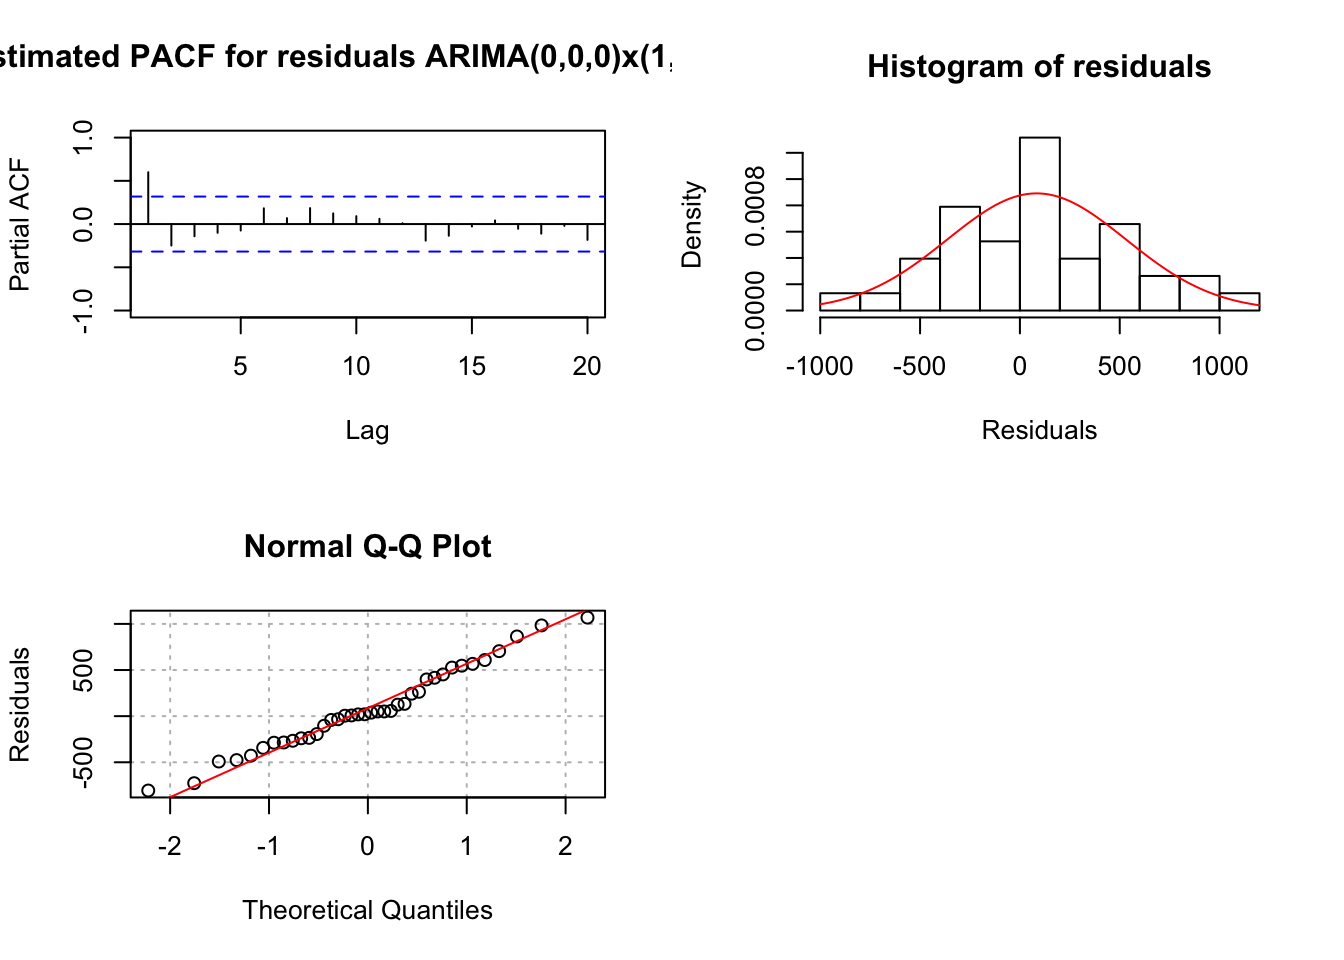 stimated PACF for residuals ARIMA(0,0,0)x(1,
Partial ACF
1.0
0.0
-1.0
5 10 15 20
Lag
Histogram of residuals
Density
0.0008
0.0000
-1000 -500 0 500 1000
Residuals
Normal Q-Q Plot
Residuals
500
-500
-2 -1 0 1 2
Theoretical Quantiles